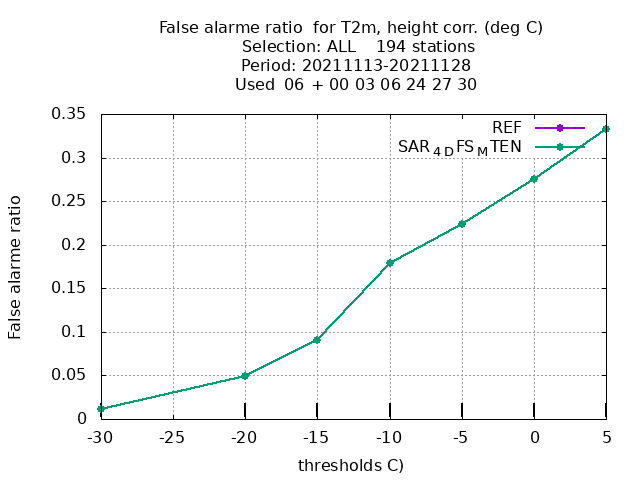 False alarme ratio  for T2m, height corr. (deg C)
Selection: ALL    194 stations
Period: 20211113-20211128
Used  06 + 00 03 06 24 27 30
0.35
REF
SAR4DFSMTEN
0.3
0.25
0.2
0.15
0.1
0.05
0
False alarme ratio
-30 -25 -20 -15 -10 -5 0 5
thresholds C)